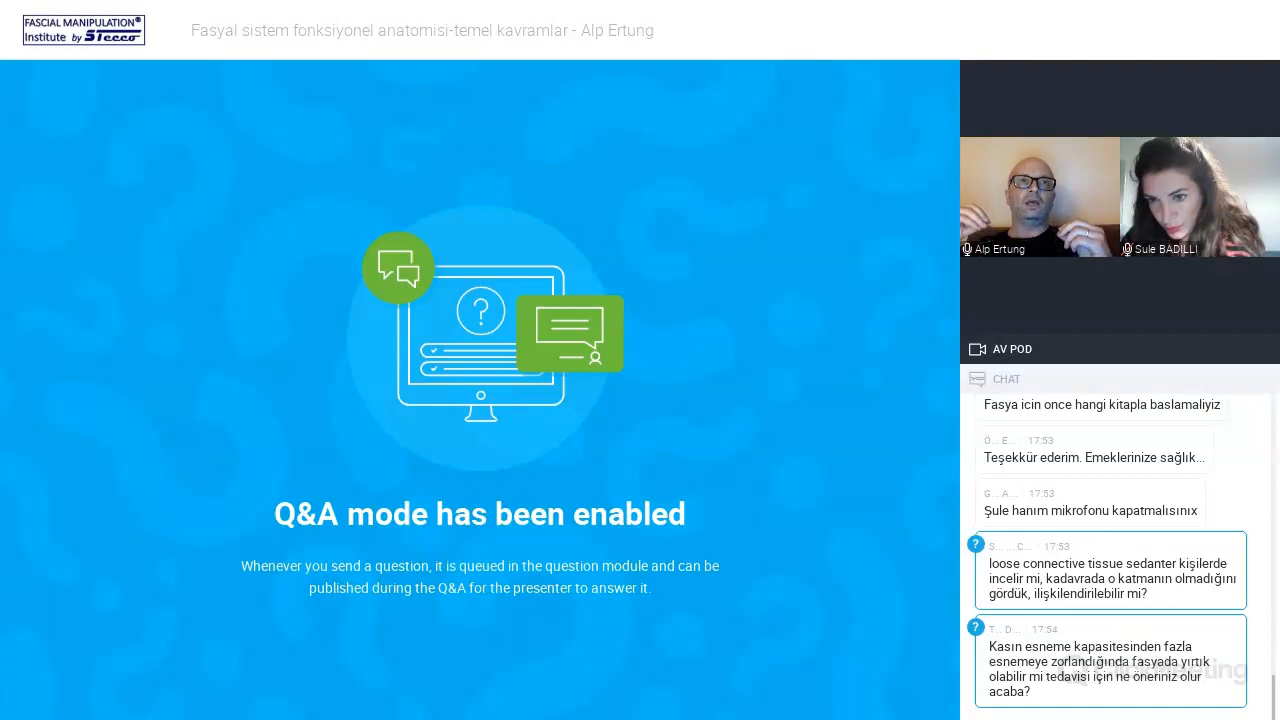 FASCIAL MANIPULATION®
Institute by Stecco
Fasyal sistem fonksiyonel anatomisi-temel kavramlar - Alp Ertung
Q&A mode has been enabled
Whenever you send a question, it is queued in the question module and can be
published during the Q&A for the presenter to answer it.
Alp Ertung
Sule BADILLI
AV POD
CHAT
Fasya icin once hangi kitapla baslamaliyiz
Ö... E... 17:53
Teşekkür ederim. Emeklerinize sağlık...
G... A... 17:53
Şule hanım mikrofonu kapatmalısınıx
S... ... C... 17:53
loose connective tissue sedanter kişilerde
incelir mi, kadavrada o katmanın olmadığını
gördük, ilişkilendirilebilir mi?
T... D... 17:54
Kasın esneme kapasitesinden fazla
esnemeye zorlandığında fasyada yırtık
olabilir mi tedavisi için ne öneriniz olur
acaba?
ClickMeeting